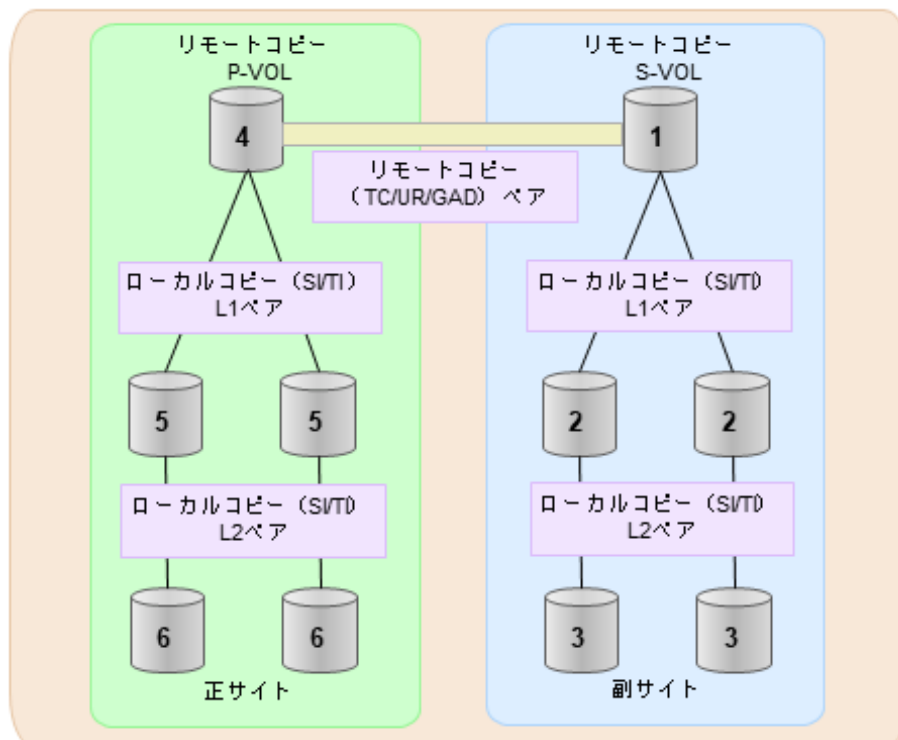 リモートコピー
P-VOL
リモートコピー
S-VOL
4
1
リモートコピー
（TC/UR/GAD）ペア
ローカルコピー（SI/TI）
L1ペア
ローカルコピー（SI/TI）
L1ペア
5
5
2
2
ローカルコピー（SI/TI）
L2ペア
ローカルコピー（SI/TI）
L2ペア
6
6
3
3
正サイト
副サイト